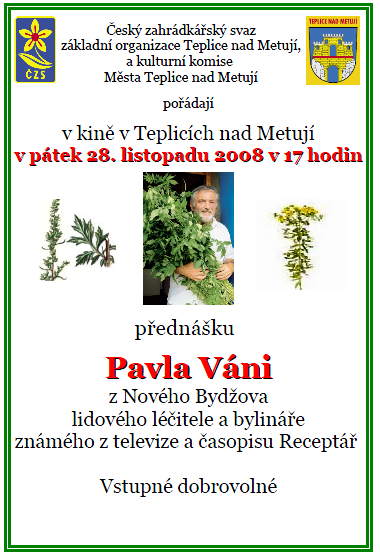 ČZS
TEPLICE NAD METUJÍ
Český zahrádkářský svaz
základní organizace Teplice nad Metují,
a kulturní komise
Města Teplice nad Metují
pořádají
v kině v Teplicích nad Metují
v pátek 28. listopadu 2008 v 17 hodin
přednášku
Pavla Váni
z Nového Bydžova
lidového léčitele a bylináře
známého z televize a časopisu Receptář
Vstupné dobrovolné